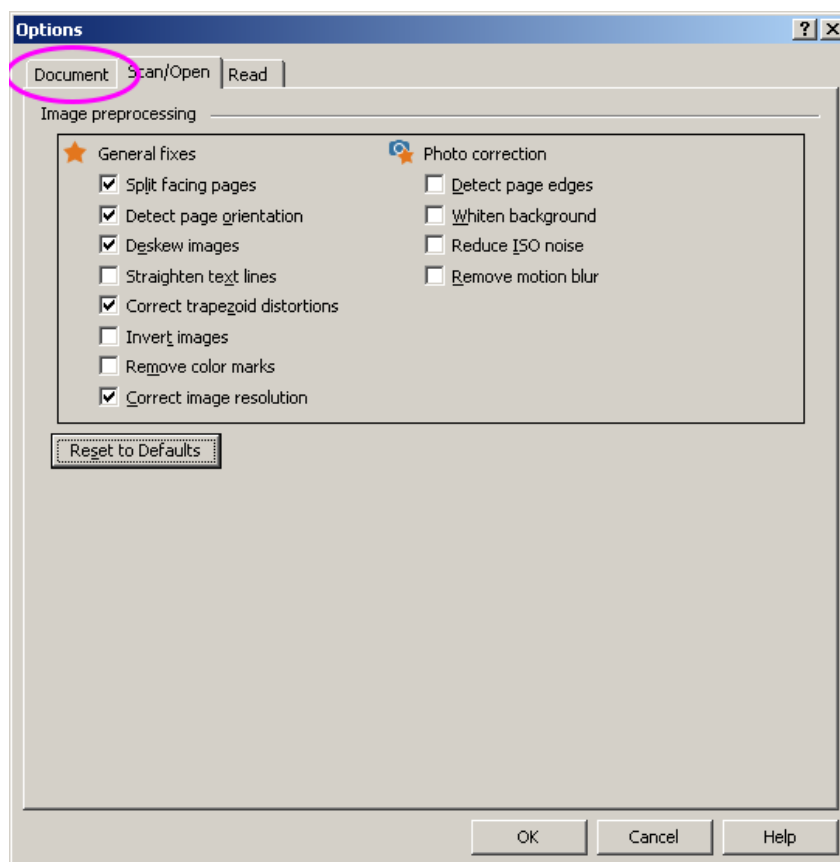 Options
Document Scan/Open Read
Image preprocessing
General fixes
Split facing pages
Detect page orientation
Deskew images
Straighten text lines
Correct trapezoid distortions
Invert images
Remove color marks
Correct image resolution
Photo correction
Detect page edges
Whiten background
Reduce ISO noise
Remove motion blur
Reset to Defaults
OK Cancel Help